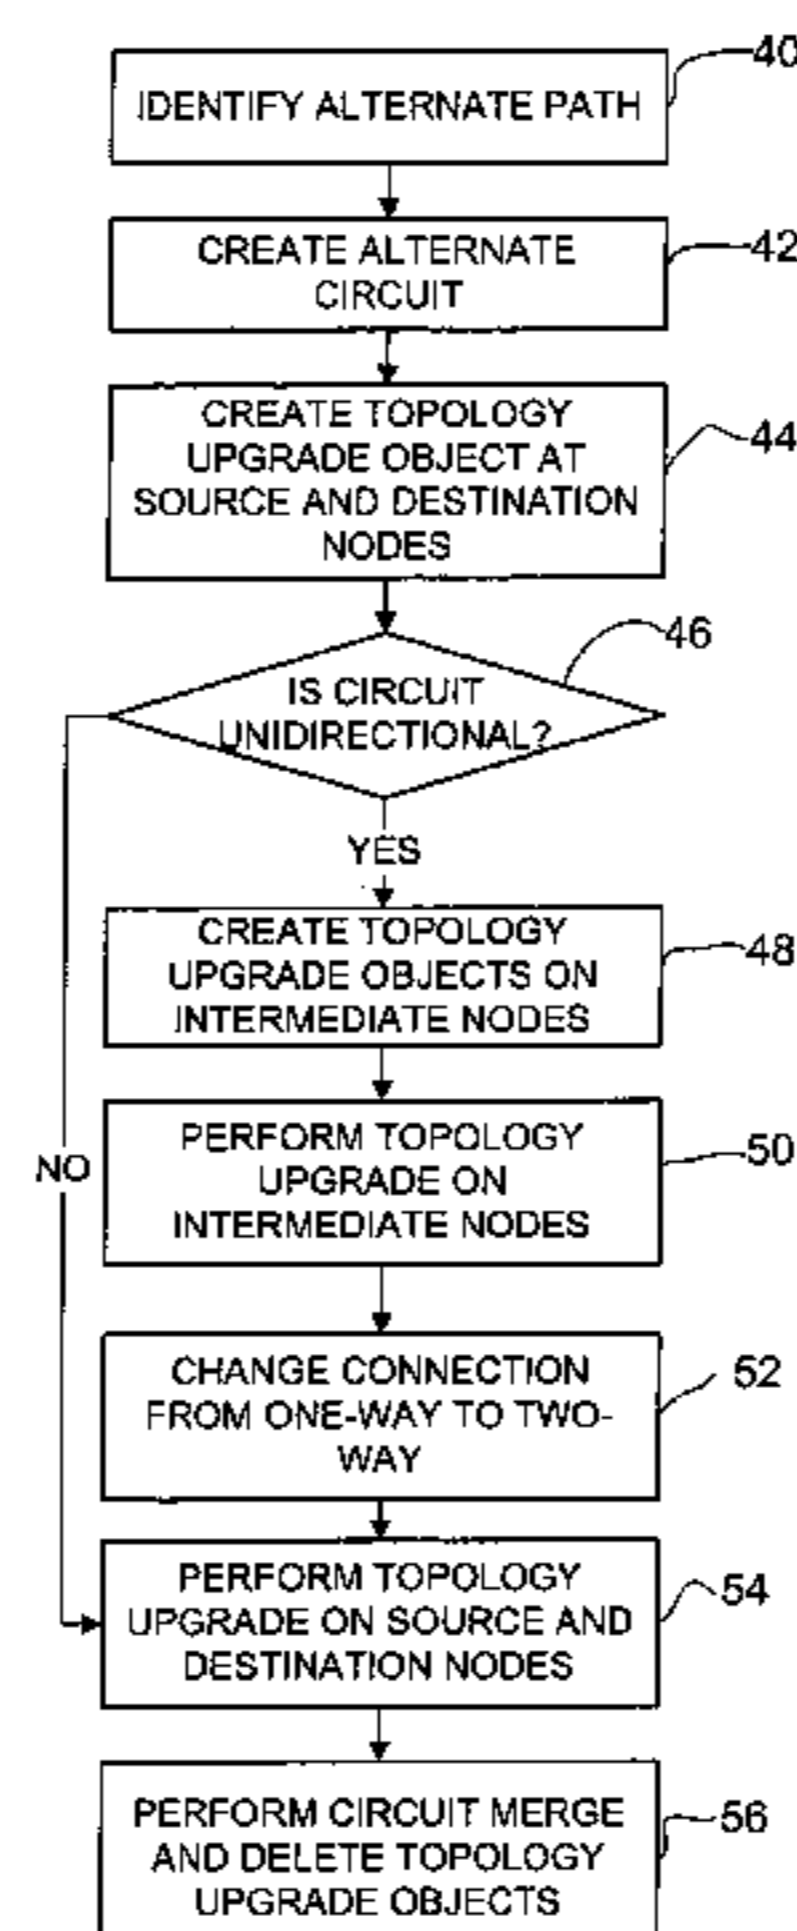 40
IDENTIFY ALTERNATE PATH
42
CREATE ALTERNATE
CIRCUIT
44
CREATE TOPOLOGY
UPGRADE OBJECT AT
SOURCE AND DESTINATION
NODES
46
IS CIRCUIT
UNIDIRECTIONAL?
YES
48
CREATE TOPOLOGY
UPGRADE OBJECTS ON
INTERMEDIATE NODES
50
PERFORM TOPOLOGY
UPGRADE ON
INTERMEDIATE NODES
NO
52
CHANGE CONNECTION
FROM ONE-WAY TO TWO-
WAY
54
PERFORM TOPOLOGY
UPGRADE ON SOURCE AND
DESTINATION NODES
56
PERFORM CIRCUIT MERGE
AND DELETE TOPOLOGY
UPGRADE OBJECTS